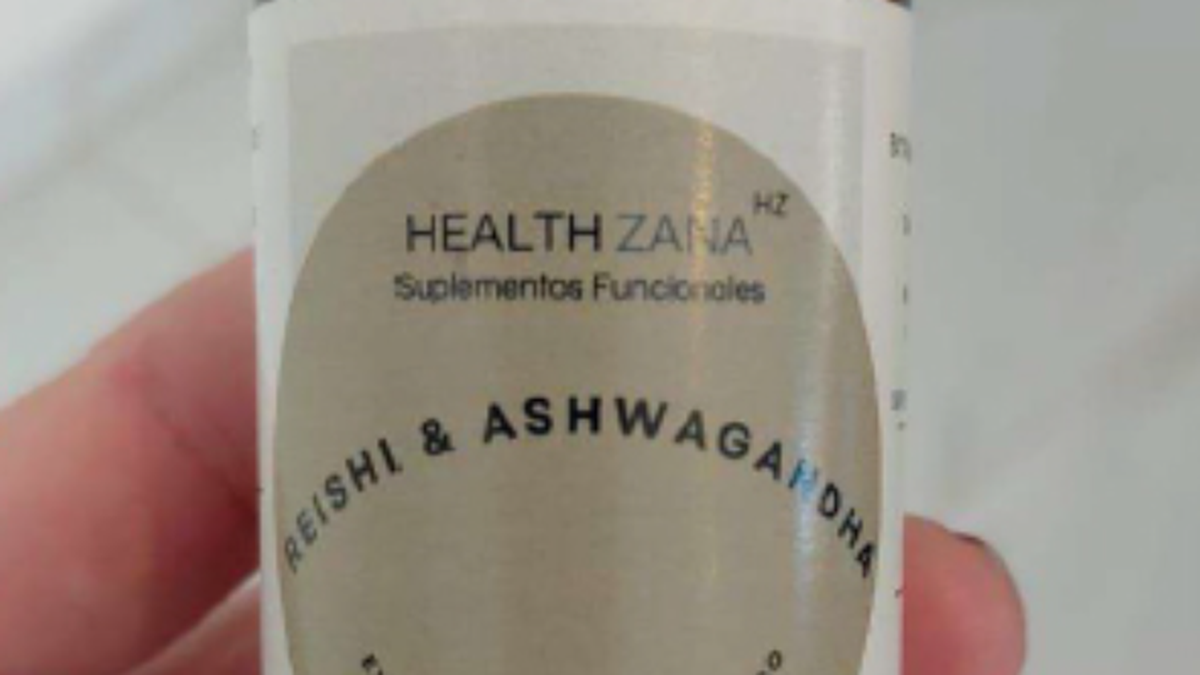 HEALTH ZANA HZ
Suplementos Funcionales
REISHI & ASHWAGANDHA